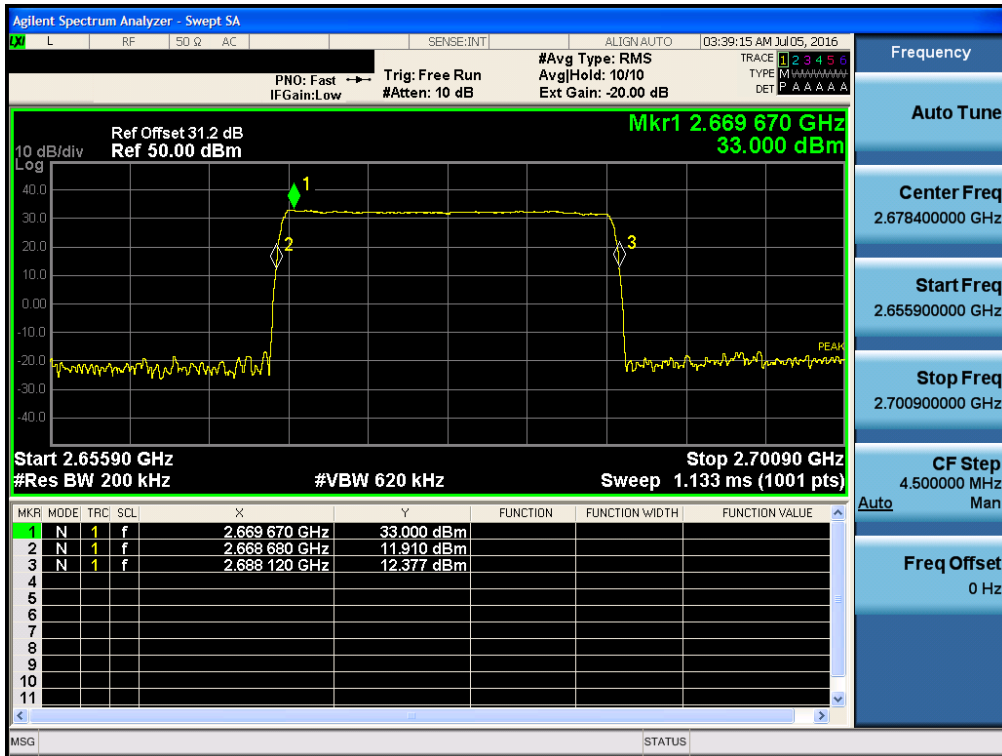 Agilent Spectrum Analyzer - Swept SA
LXI L RF 50 Ω AC SENSE:INT ALIGN AUTO 03:39:15 AM Jul 05, 2016
PNO: Fast
IFGain:Low
Trig: Free Run
#Atten: 10 dB
#Avg Type: RMS
Avg|Hold: 10/10
Ext Gain: -20.00 dB
TRACE 1 2 3 4 5 6
TYPE M WWWWW
DET P A A A A A
Ref Offset 31.2 dB
10 dB/div Ref 50.00 dBm
Log
Mkr1 2.669 670 GHz
33.000 dBm
40.0
30.0
20.0
10.0
0.00
-10.0
-20.0
-30.0
-40.0
1
2
3
PEAK
Start 2.65590 GHz Stop 2.70090 GHz
#Res BW 200 kHz #VBW 620 kHz Sweep 1.133 ms (1001 pts)
MKR MODE TRC SCL X Y FUNCTION FUNCTION WIDTH FUNCTION VALUE
1 N 1 f 2.669 670 GHz 33.000 dBm
2 N 1 f 2.668 680 GHz 11.910 dBm
3 N 1 f 2.688 120 GHz 12.377 dBm
4
5
6
7
8
9
10
11
MSG STATUS
Frequency
Auto Tune
Center Freq
2.678400000 GHz
Start Freq
2.655900000 GHz
Stop Freq
2.700900000 GHz
CF Step
4.500000 MHz
Auto Man
Freq Offset
0 Hz